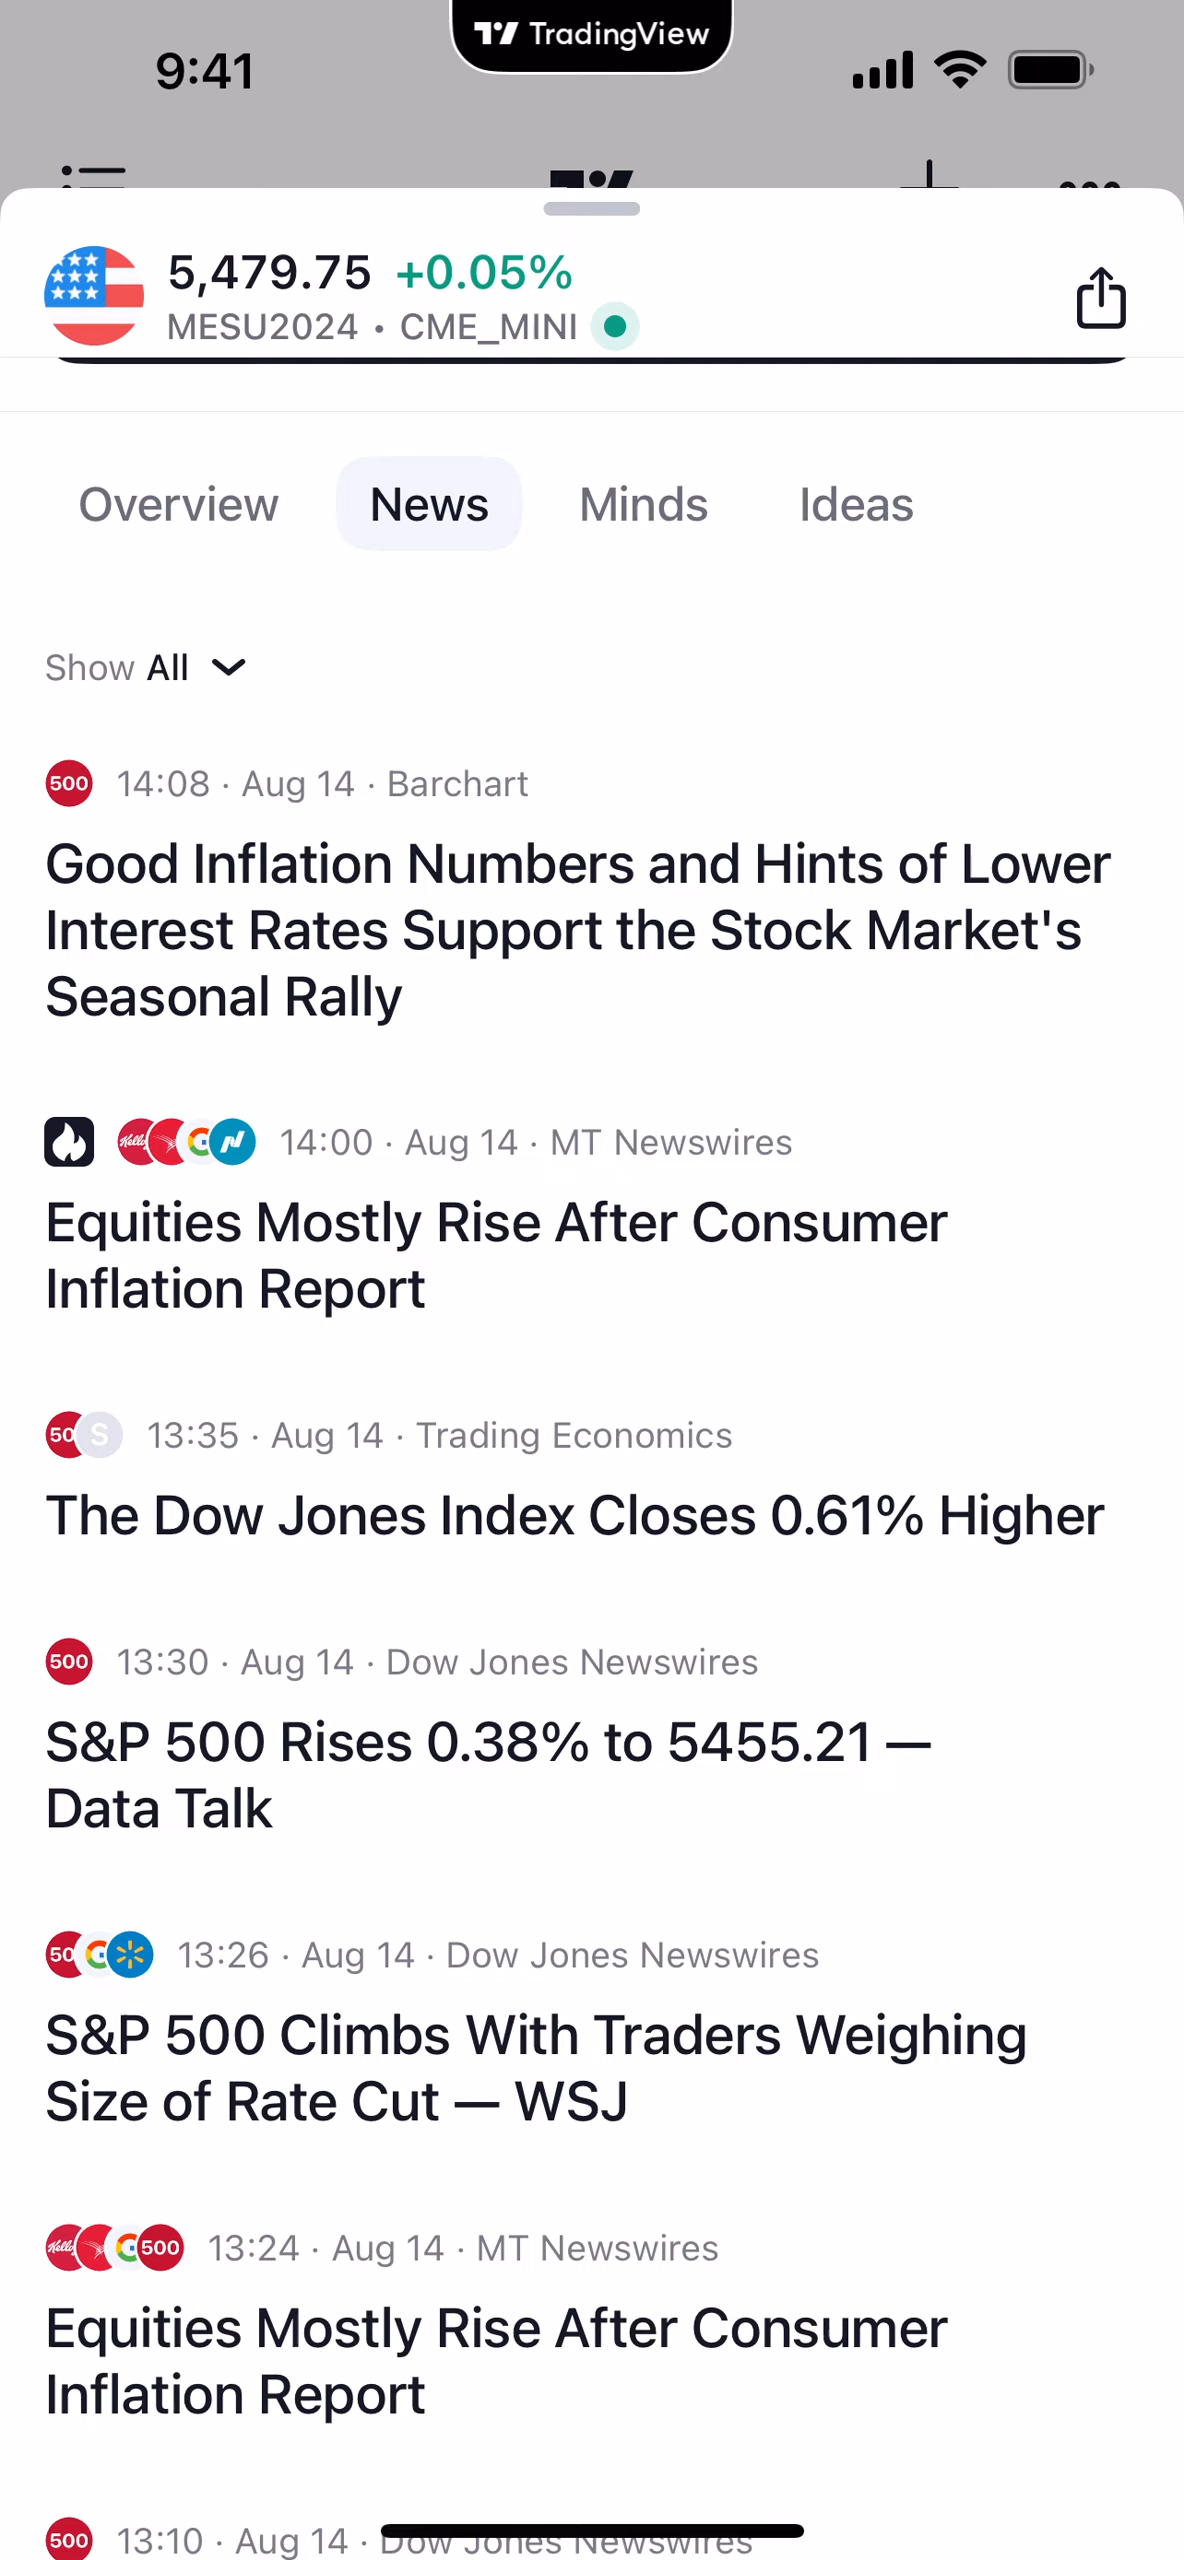 TradingView
9:41
5,479.75 +0.05%
MESU2024 • CME_MINI
Overview News Minds Ideas
Show All
500 14:08 · Aug 14 · Barchart
Good Inflation Numbers and Hints of Lower
Interest Rates Support the Stock Market's
Seasonal Rally
14:00 · Aug 14 · MT Newswires
Equities Mostly Rise After Consumer
Inflation Report
50 S 13:35 · Aug 14 · Trading Economics
The Dow Jones Index Closes 0.61% Higher
500 13:30 · Aug 14 · Dow Jones Newswires
S&P 500 Rises 0.38% to 5455.21 —
Data Talk
50 G 13:26 · Aug 14 · Dow Jones Newswires
S&P 500 Climbs With Traders Weighing
Size of Rate Cut — WSJ
500 13:24 · Aug 14 · MT Newswires
Equities Mostly Rise After Consumer
Inflation Report
500 13:10 · Aug 14 · Dow Jones Newswires